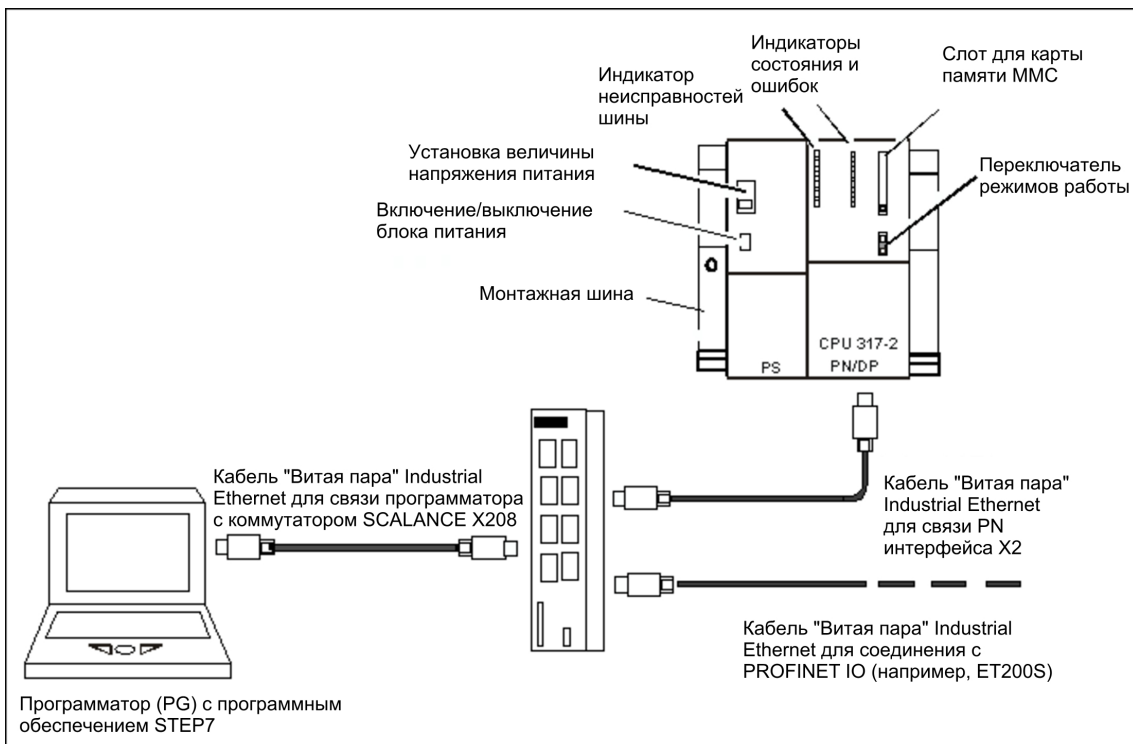 Индикаторы
состояния и
ошибок
Слот для карты
памяти MMC
Индикатор
неисправностей
шины
Установка величины
напряжения питания
Переключатель
режимов работы
Включение/выключение
блока питания
Монтажная шина
CPU 317-2
PS
PN/DP
Кабель "Витая пара" Industrial
Ethernet для связи программатора
с коммутатором SCALANCE X208
Кабель "Витая пара"
Industrial Ethernet
для связи PN
интерфейса X2
Кабель "Витая пара" Industrial
Ethernet для соединения с
PROFINET IO (например, ET200S)
Программатор (PG) с программным
обеспечением STEP7